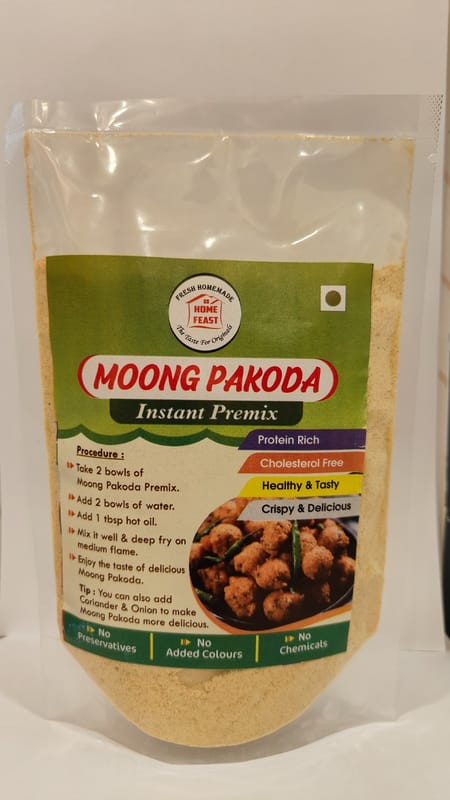 FRESH HOMEMADE
HOME
FEAST
The Taste For Originals
MOONG PAKODA
Instant Premix
Procedure :
Take 2 bowls of
Moong Pakoda Premix.
Add 2 bowls of water.
Add 1 tbsp hot oil.
Mix it well & deep fry on
medium flame.
Enjoy the taste of delicious
Moong Pakoda.
Tip : You can also add
Coriander & Onion to make
Moong Pakoda more delicious.
Protein Rich
Cholesterol Free
Healthy & Tasty
Crispy & Delicious
No
Preservatives
No
Added Colours
No
Chemicals